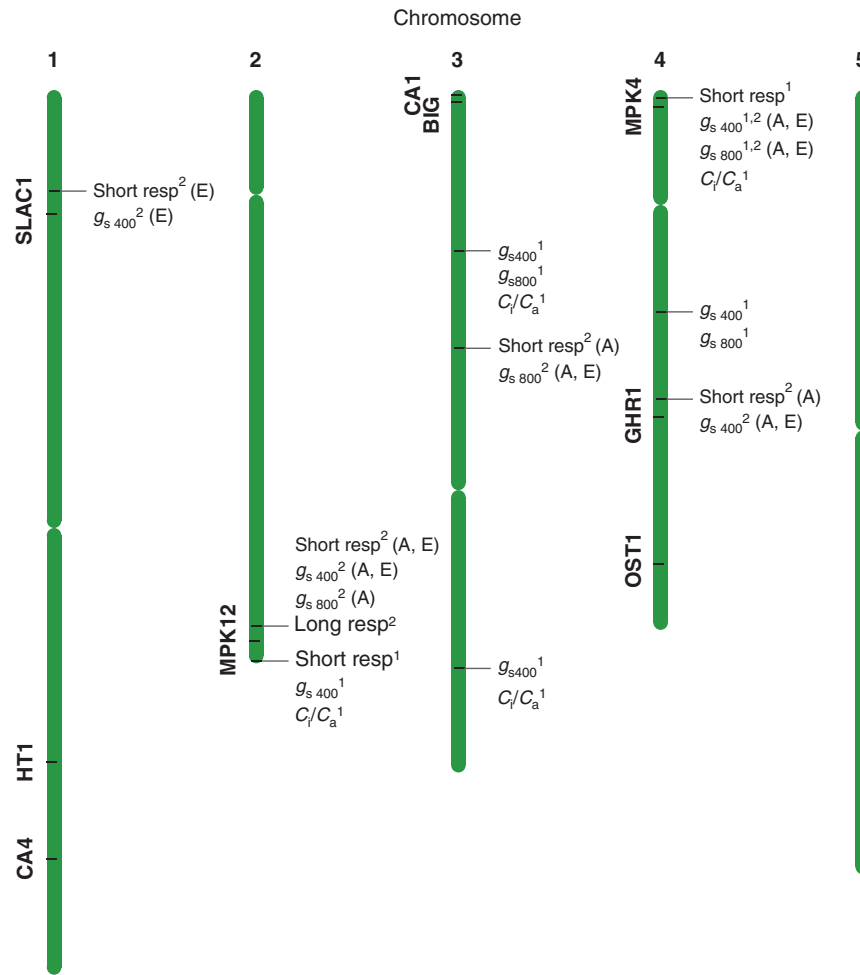 Chromosome
1 2 3 4 5
SLAC1
Short resp² (E)
gs 400² (E)
HT1
CA4
Short resp² (A, E)
gs 400² (A, E)
gs 800² (A)
Long resp²
MPK12
Short resp¹
gs 400¹
Ci/Ca¹
CA1
BIG
gs400¹
gs800¹
Ci/Ca¹
Short resp² (A)
gs 800² (A, E)
gs400¹
Ci/Ca¹
MPK4
Short resp¹
gs 400¹,² (A, E)
gs 800¹,² (A, E)
Ci/Ca¹
gs 400¹
gs 800¹
GHR1
Short resp² (A)
gs 400² (A, E)
OST1